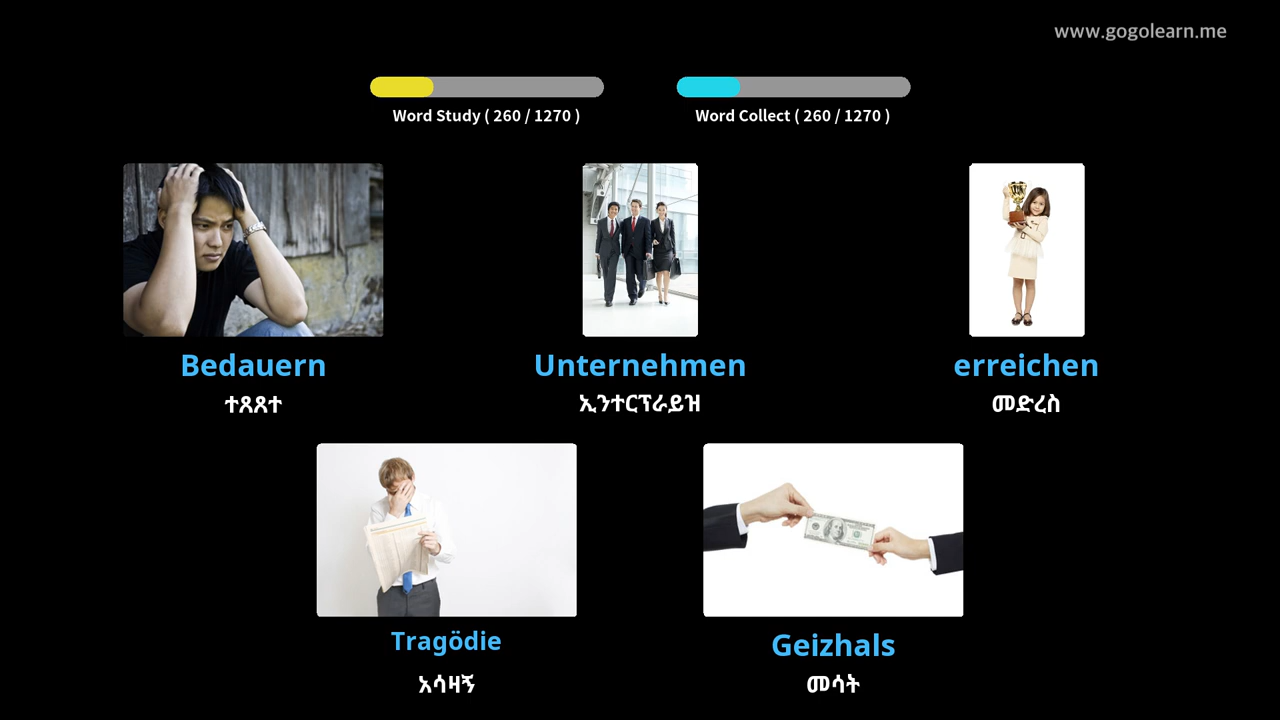 www.gogolearn.me
Word Study ( 260 / 1270 )
Word Collect ( 260 / 1270 )
Bedauern
Unternehmen
erreichen
ተጸጸተ
ኢንተርፕራይዝ
መድረስ
Tragödie
Geizhals
አሳዛኝ
መሳት